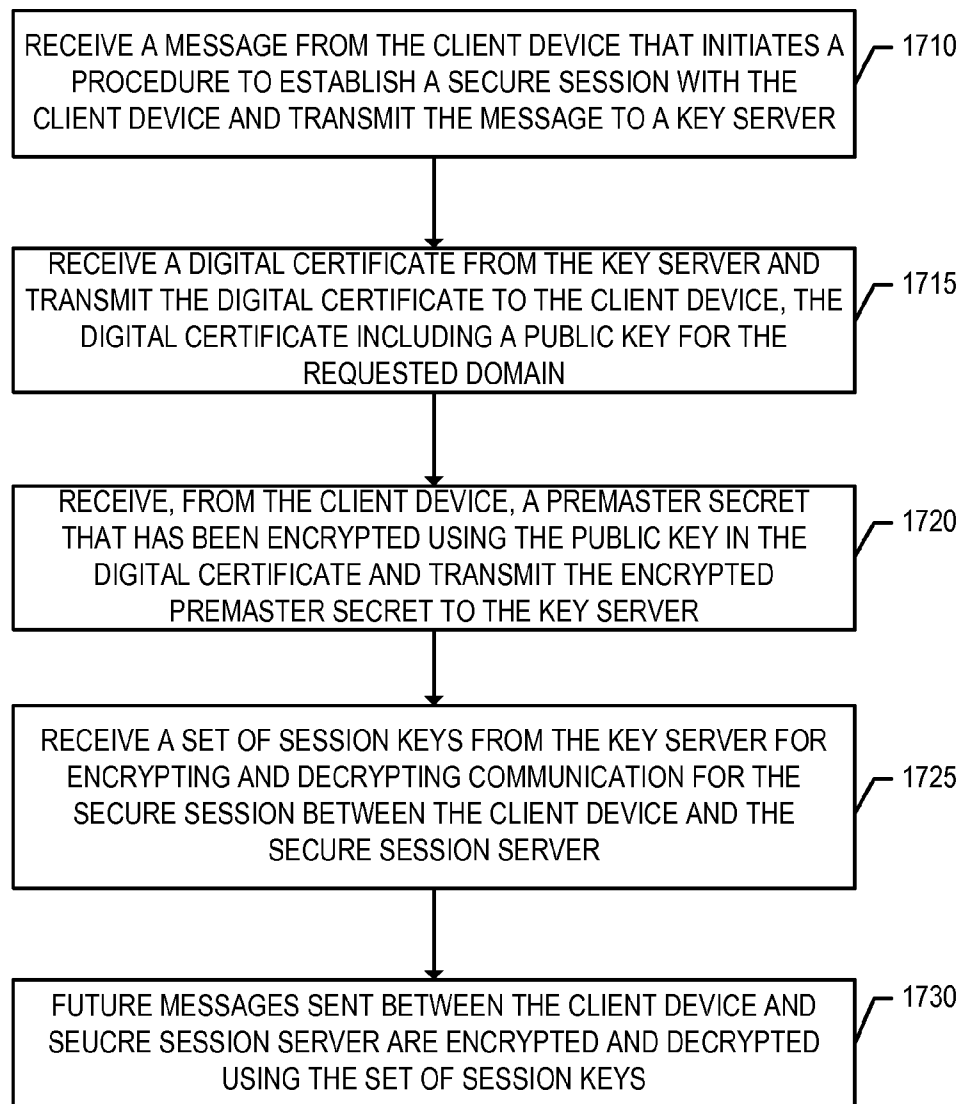 RECEIVE A MESSAGE FROM THE CLIENT DEVICE THAT INITIATES A
PROCEDURE TO ESTABLISH A SECURE SESSION WITH THE
CLIENT DEVICE AND TRANSMIT THE MESSAGE TO A KEY SERVER
1710
RECEIVE A DIGITAL CERTIFICATE FROM THE KEY SERVER AND
TRANSMIT THE DIGITAL CERTIFICATE TO THE CLIENT DEVICE, THE
DIGITAL CERTIFICATE INCLUDING A PUBLIC KEY FOR THE
REQUESTED DOMAIN
1715
RECEIVE, FROM THE CLIENT DEVICE, A PREMASTER SECRET
THAT HAS BEEN ENCRYPTED USING THE PUBLIC KEY IN THE
DIGITAL CERTIFICATE AND TRANSMIT THE ENCRYPTED
PREMASTER SECRET TO THE KEY SERVER
1720
RECEIVE A SET OF SESSION KEYS FROM THE KEY SERVER FOR
ENCRYPTING AND DECRYPTING COMMUNICATION FOR THE
SECURE SESSION BETWEEN THE CLIENT DEVICE AND THE
SECURE SESSION SERVER
1725
FUTURE MESSAGES SENT BETWEEN THE CLIENT DEVICE AND
SEUCRE SESSION SERVER ARE ENCRYPTED AND DECRYPTED
USING THE SET OF SESSION KEYS
1730